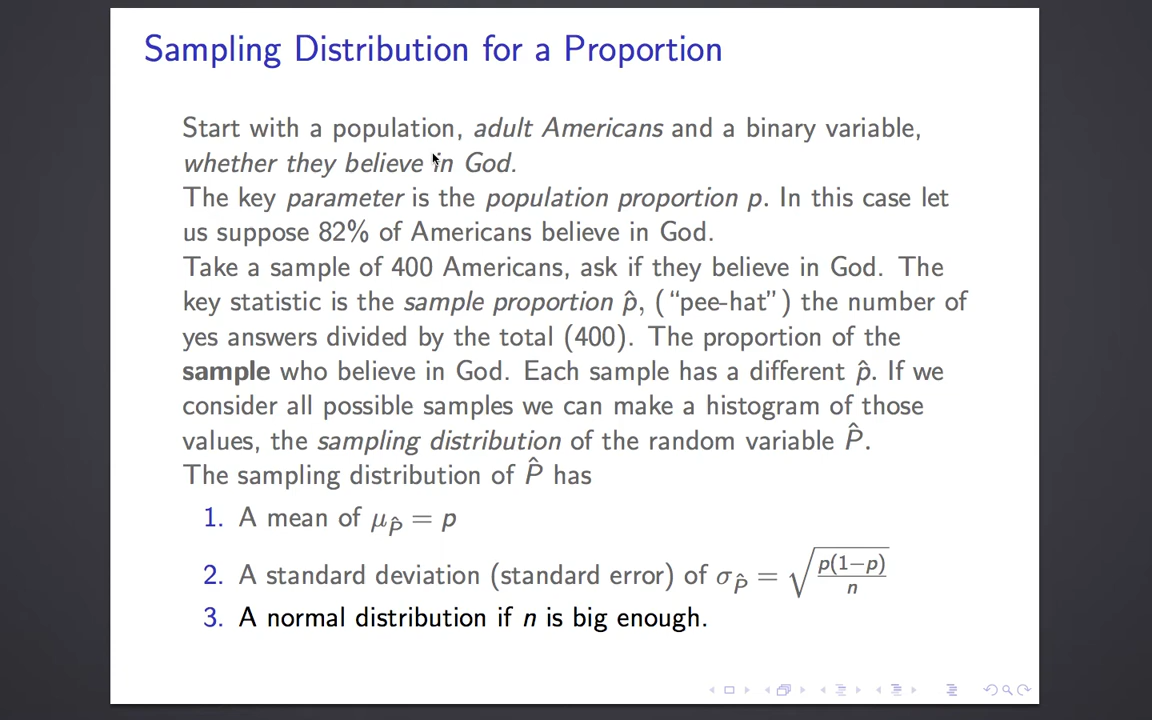 Sampling Distribution for a Proportion
Start with a population, adult Americans and a binary variable,
whether they believe in God.
The key parameter is the population proportion p. In this case let
us suppose 82% of Americans believe in God.
Take a sample of 400 Americans, ask if they believe in God. The
key statistic is the sample proportion p̂, (“pee-hat”) the number of
yes answers divided by the total (400). The proportion of the
sample who believe in God. Each sample has a different p̂. If we
consider all possible samples we can make a histogram of those
values, the sampling distribution of the random variable P̂.
The sampling distribution of P̂ has
1. A mean of μ_P̂ = p
2. A standard deviation (standard error) of σ_P̂ = √(p(1−p)/n)
3. A normal distribution if n is big enough.